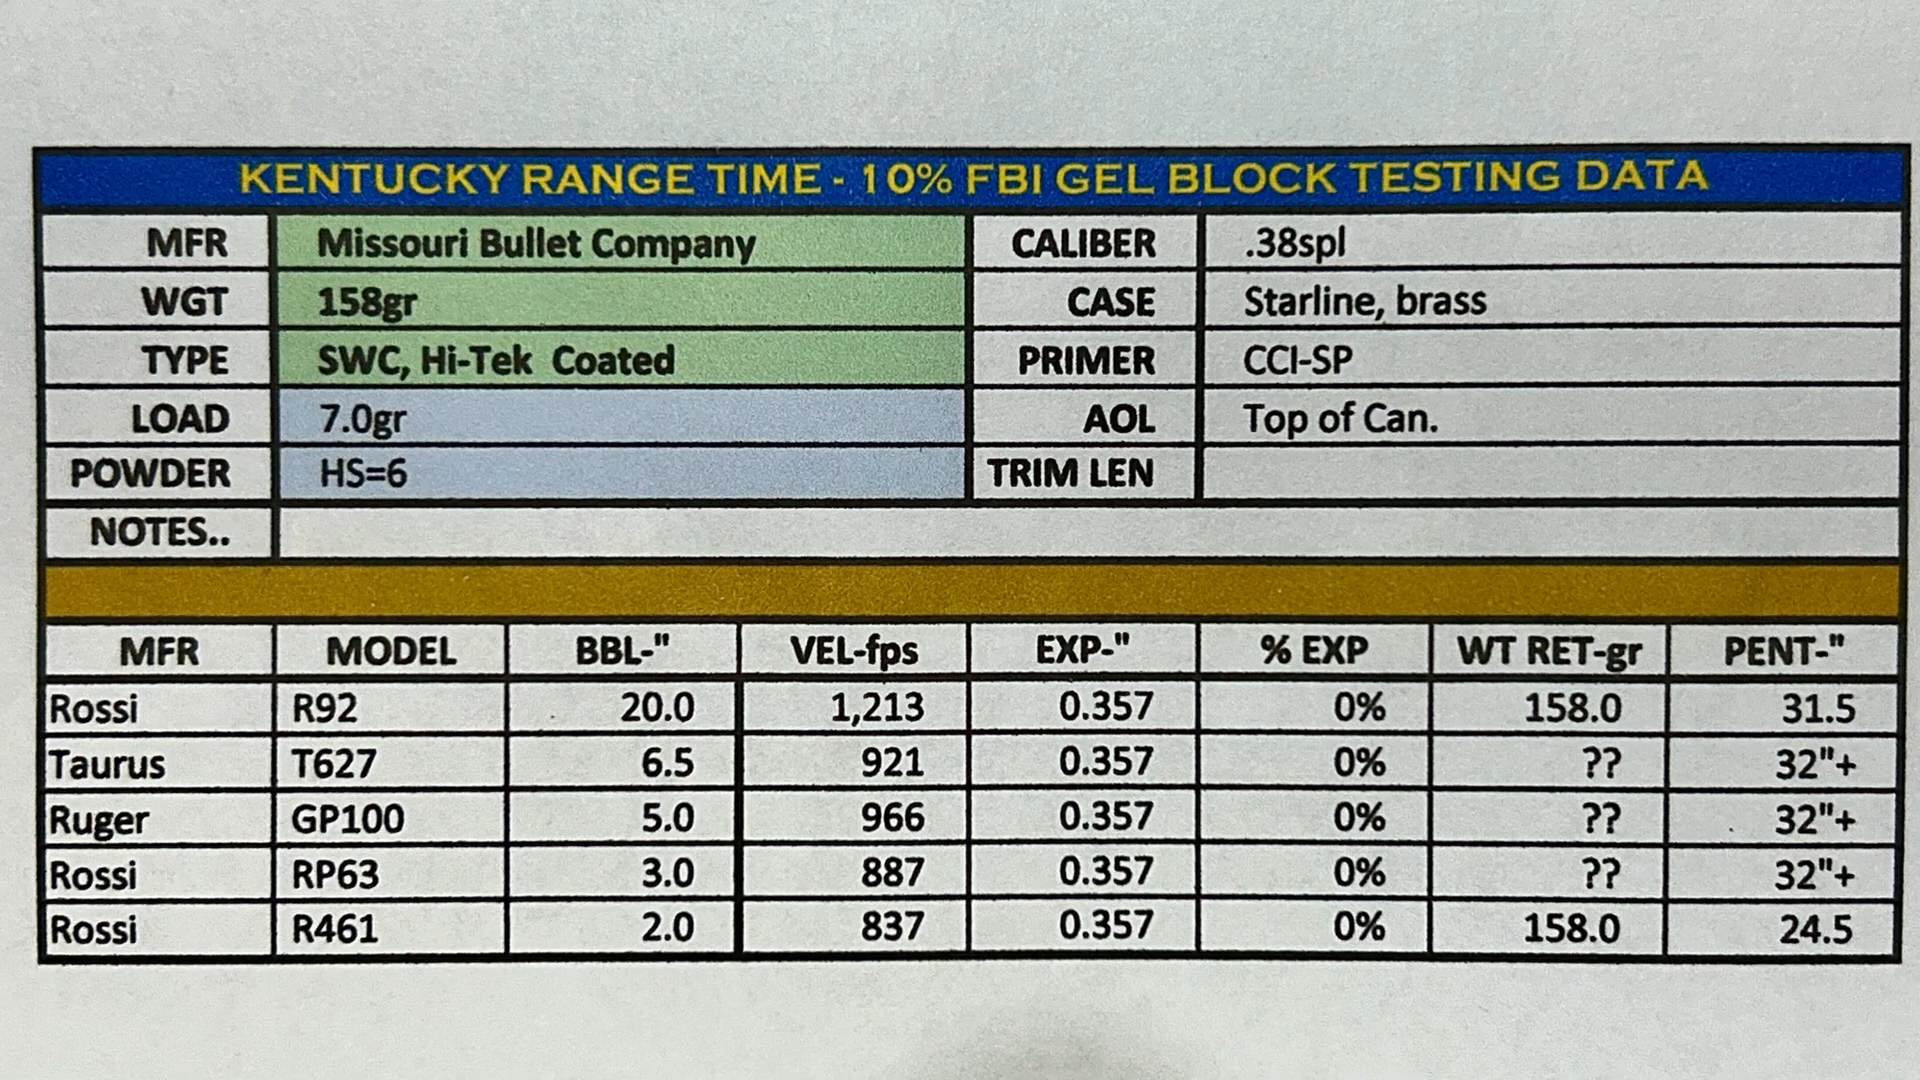 KENTUCKY RANGE TIME - 10% FBI GEL BLOCK TESTING DATA
MFR Missouri Bullet Company CALIBER .38spl
WGT 158gr CASE Starline, brass
TYPE SWC, Hi-Tek Coated PRIMER CCI-SP
LOAD 7.0gr AOL Top of Can.
POWDER HS=6 TRIM LEN
NOTES..
MFR MODEL BBL-" VEL-fps EXP-" % EXP WT RET-gr PENT-"
Rossi R92 20.0 1,213 0.357 0% 158.0 31.5
Taurus T627 6.5 921 0.357 0% ?? 32"+
Ruger GP100 5.0 966 0.357 0% ?? 32"+
Rossi RP63 3.0 887 0.357 0% ?? 32"+
Rossi R461 2.0 837 0.357 0% 158.0 24.5